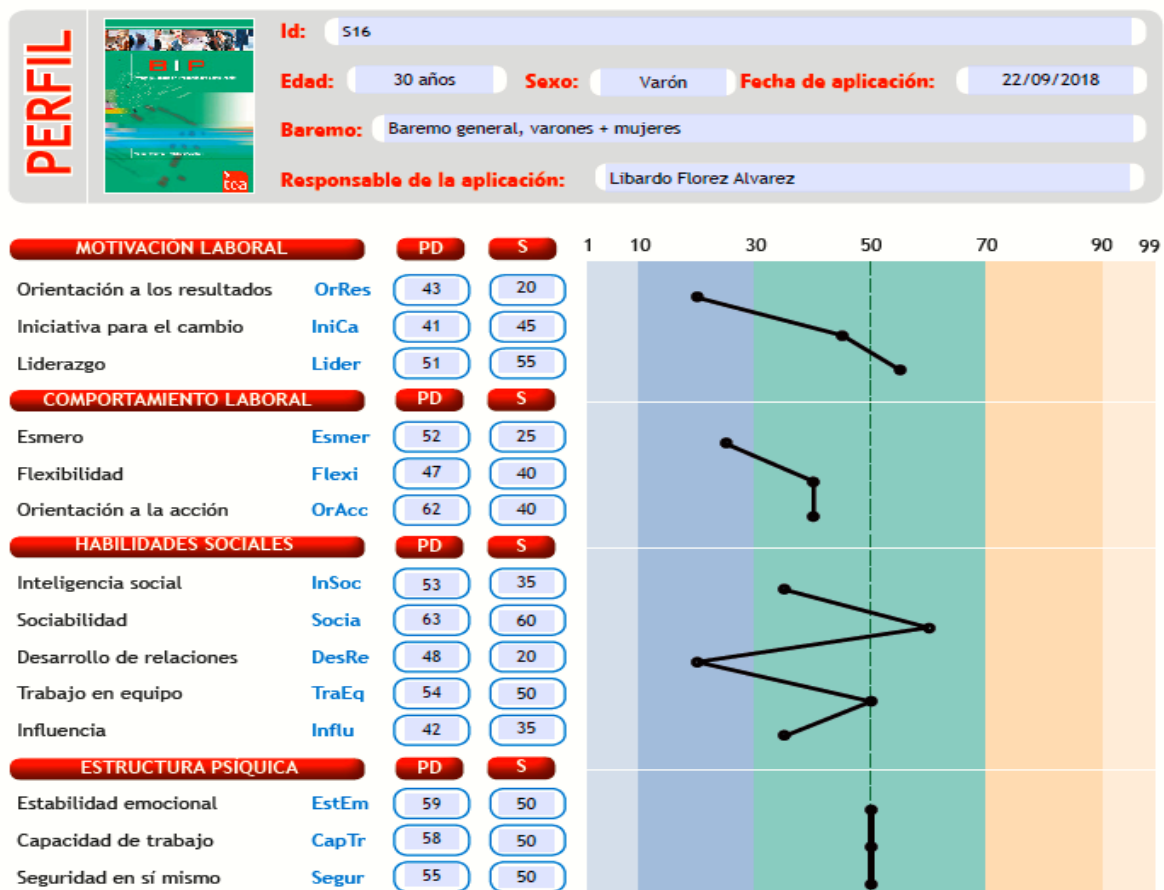 PERFIL
BIP
tea
Id: S16
Edad: 30 años Sexo: Varón Fecha de aplicación: 22/09/2018
Baremo: Baremo general, varones + mujeres
Responsable de la aplicación: Libardo Florez Alvarez
MOTIVACIÓN LABORAL PD S 1 10 30 50 70 90 99
Orientación a los resultados OrRes 43 20
Iniciativa para el cambio IniCa 41 45
Liderazgo Lider 51 55
COMPORTAMIENTO LABORAL PD S
Esmero Esmer 52 25
Flexibilidad Flexi 47 40
Orientación a la acción OrAcc 62 40
HABILIDADES SOCIALES PD S
Inteligencia social InSoc 53 35
Sociabilidad Socia 63 60
Desarrollo de relaciones DesRe 48 20
Trabajo en equipo TraEq 54 50
Influencia Influ 42 35
ESTRUCTURA PSÍQUICA PD S
Estabilidad emocional EstEm 59 50
Capacidad de trabajo CapTr 58 50
Seguridad en sí mismo Segur 55 50